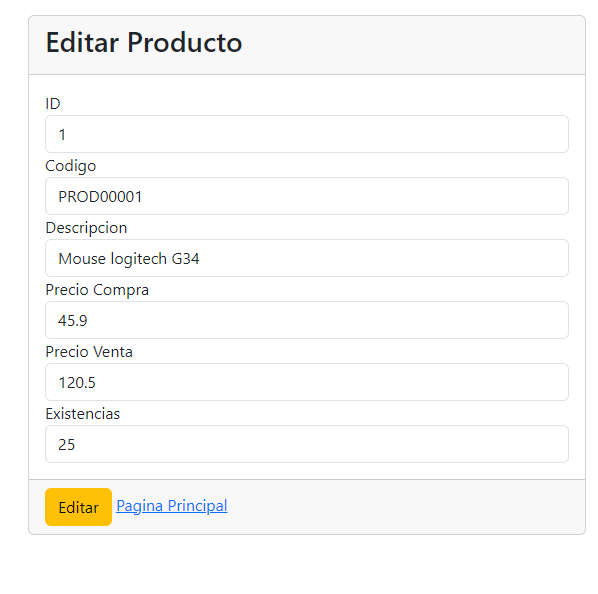 Editar Producto
ID
1
Codigo
PROD00001
Descripcion
Mouse logitech G34
Precio Compra
45.9
Precio Venta
120.5
Existencias
25
Editar Pagina Principal